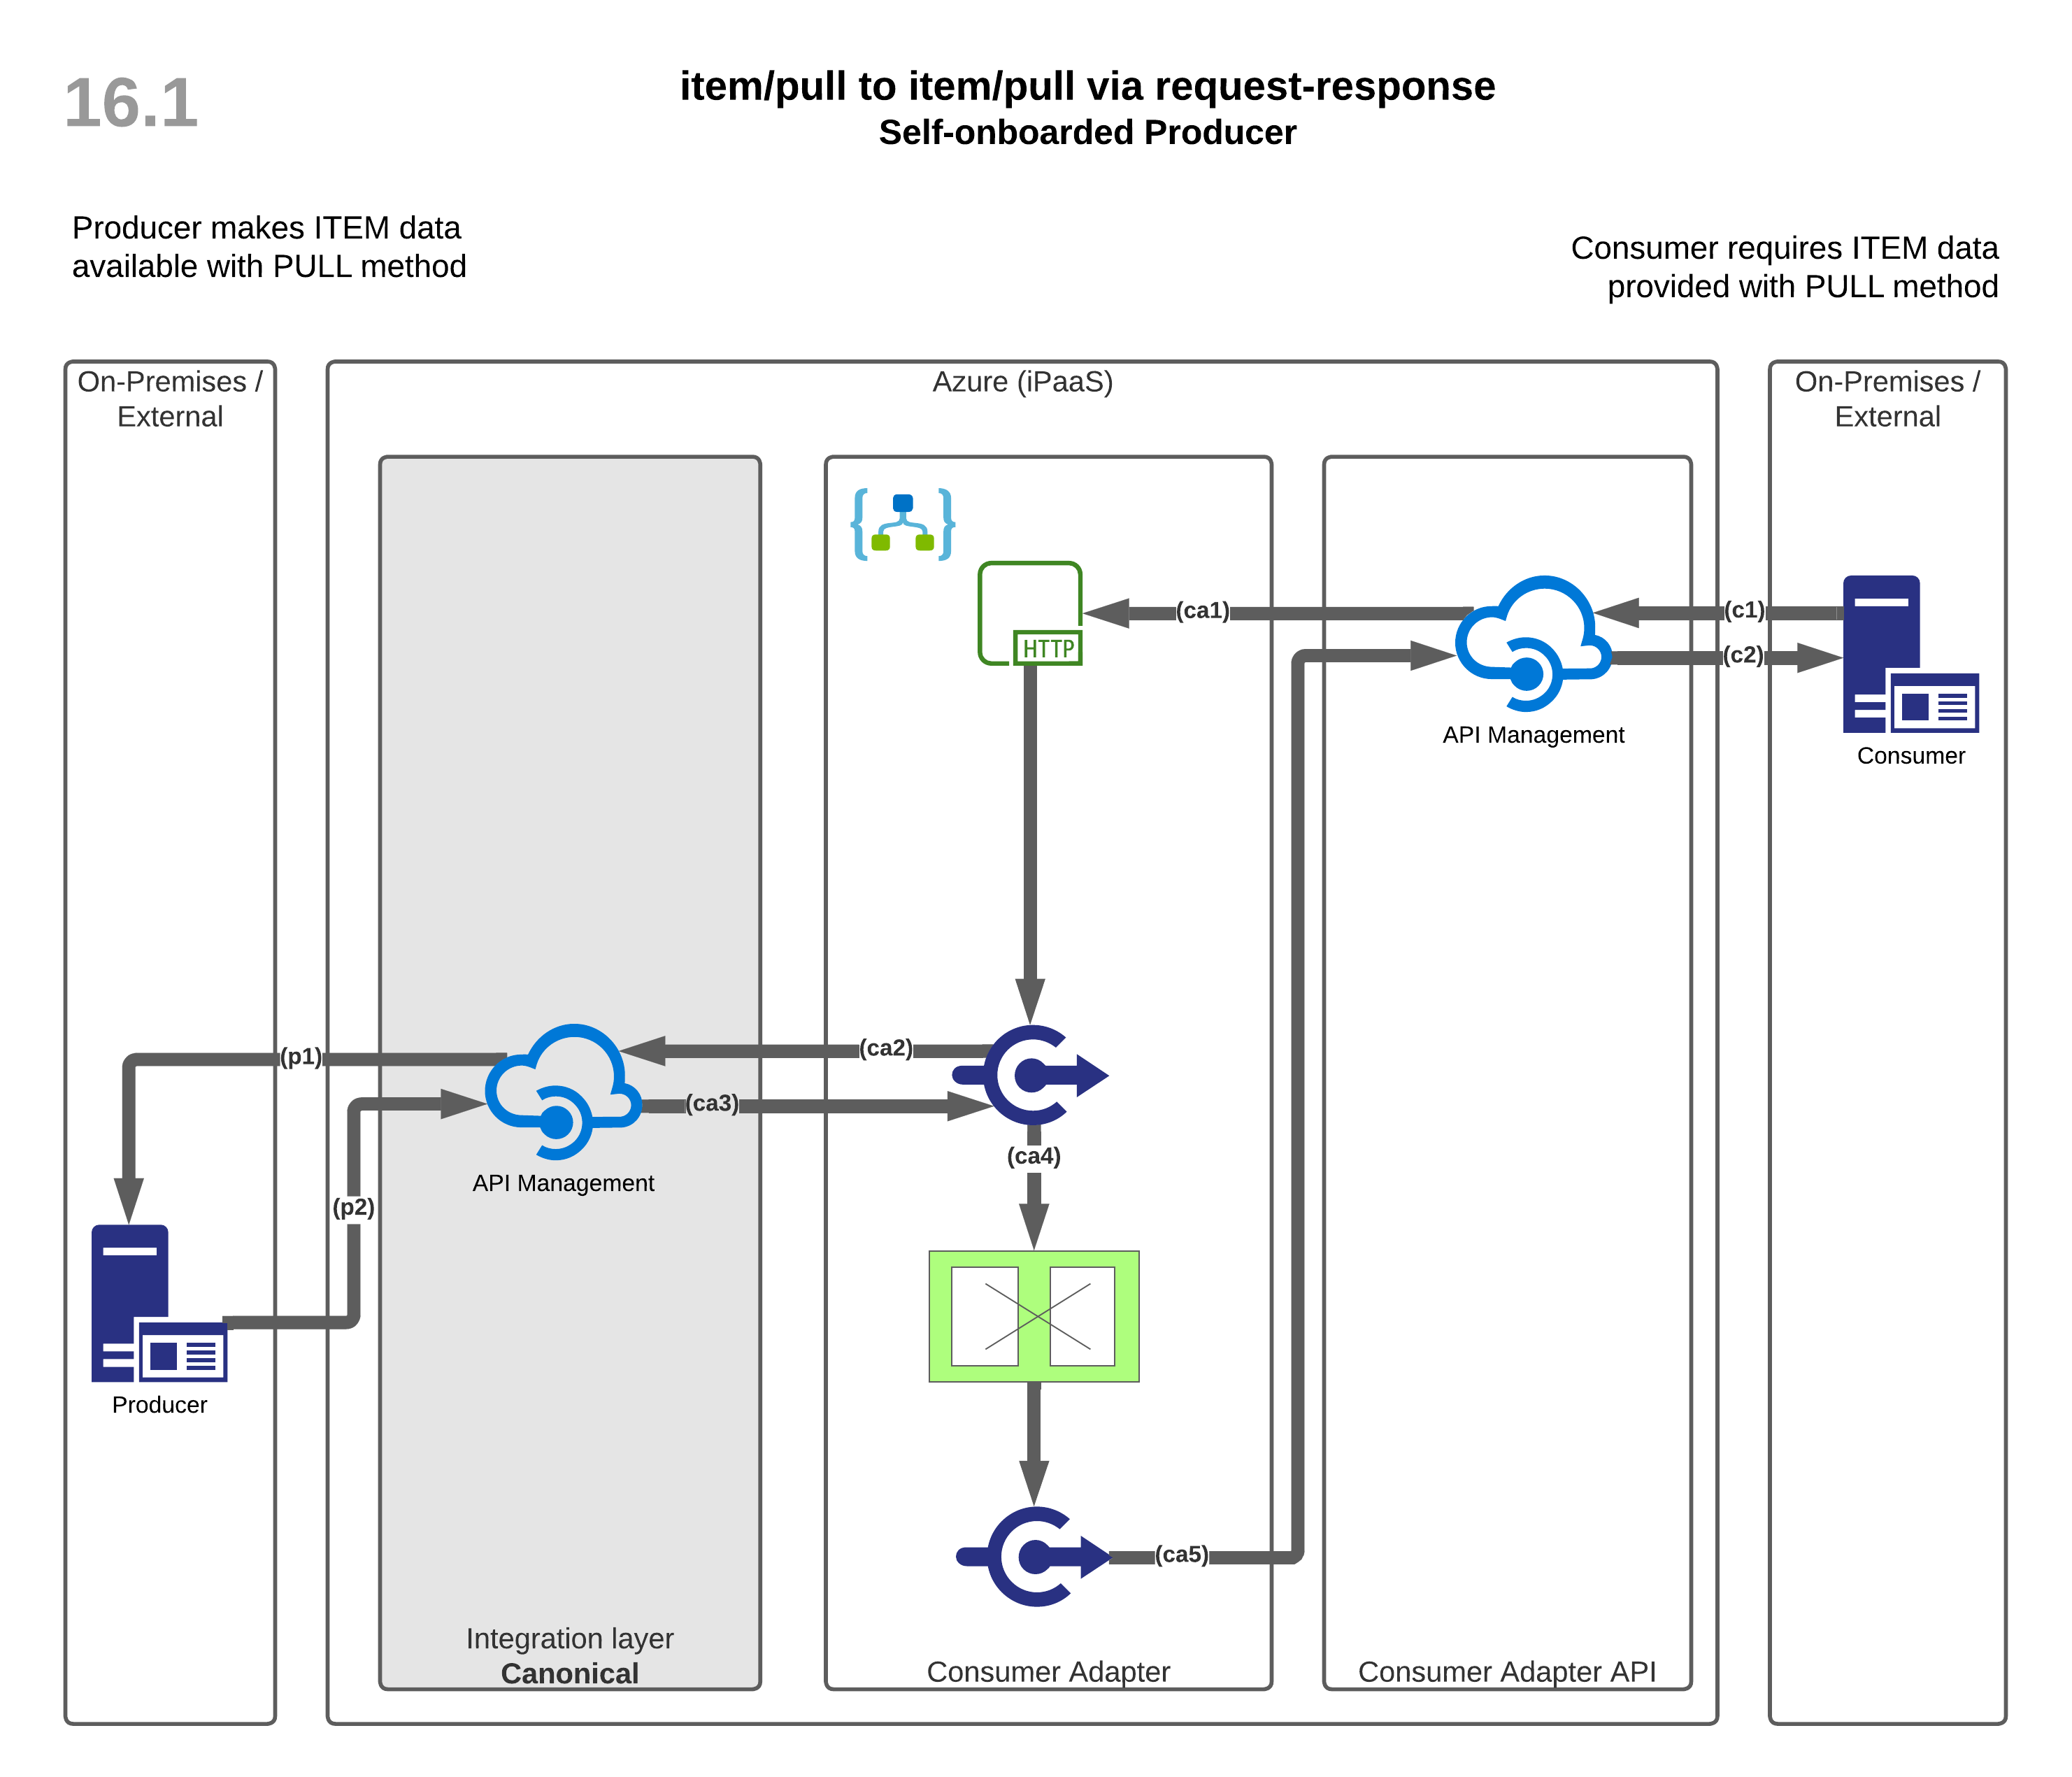 16.1
item/pull to item/pull via request-response
Self-onboarded Producer
Producer makes ITEM data
available with PULL method
Consumer requires ITEM data
provided with PULL method
On-Premises /
External
Azure (iPaaS)
On-Premises /
External
HTTP
(ca1)
(c1)
(c2)
API Management
Consumer
(p1)
(ca2)
(ca3)
(ca4)
API Management
(p2)
Producer
(ca5)
Integration layer
Canonical
Consumer Adapter
Consumer Adapter API